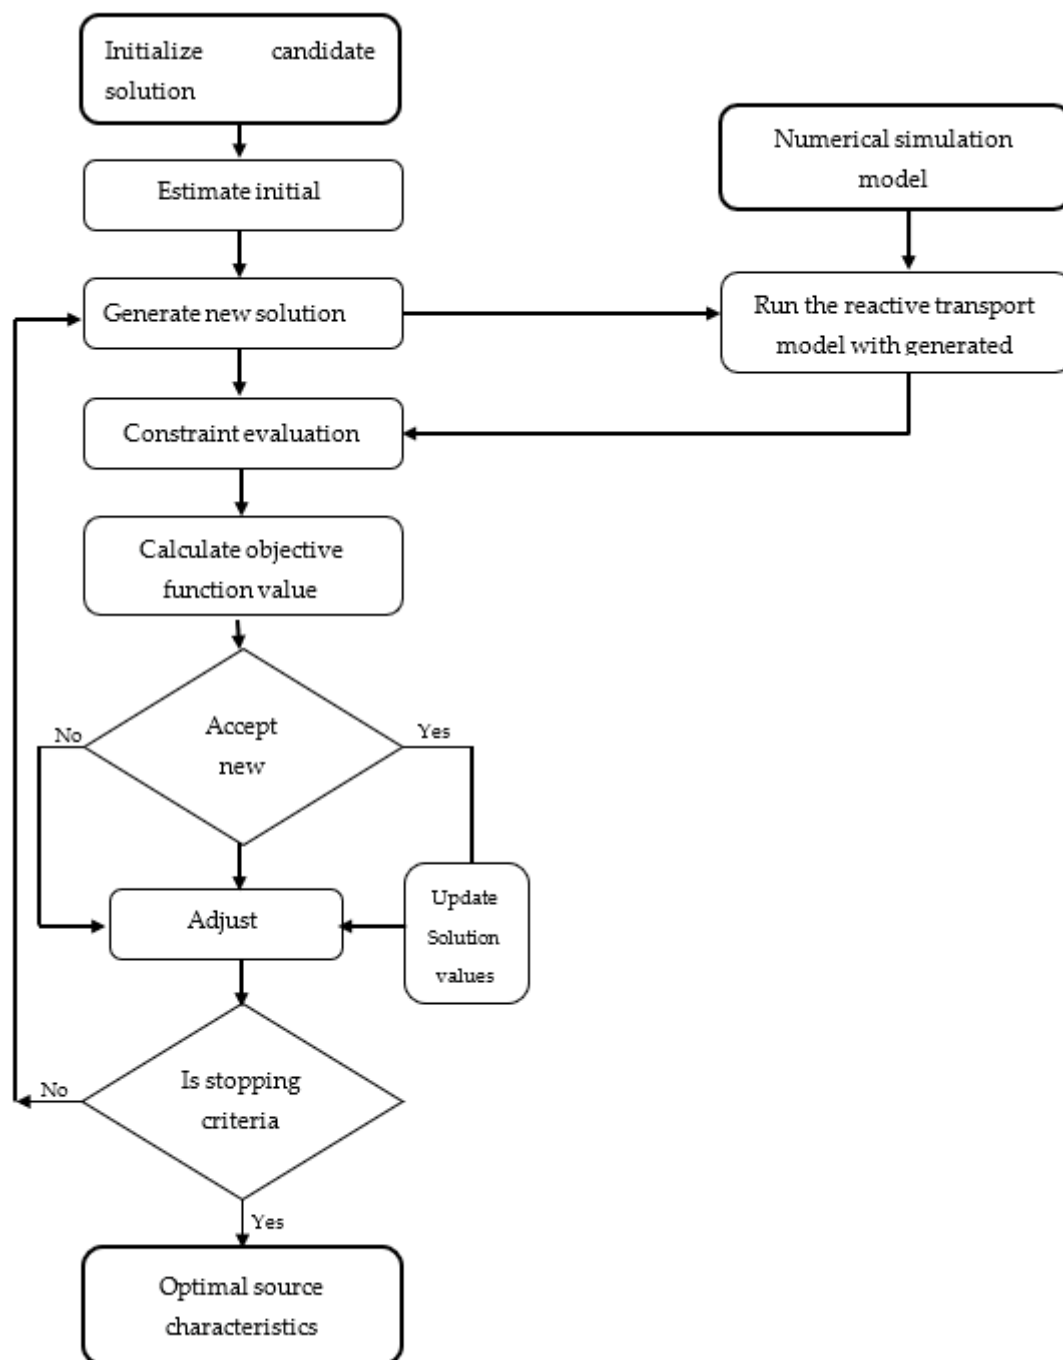 Initialize candidate
solution
Numerical simulation
model
Estimate initial
Generate new solution
Run the reactive transport
model with generated
Constraint evaluation
Calculate objective
function value
Accept
new
No
Yes
Update
Solution
values
Adjust
Is stopping
criteria
No
Yes
Optimal source
characteristics